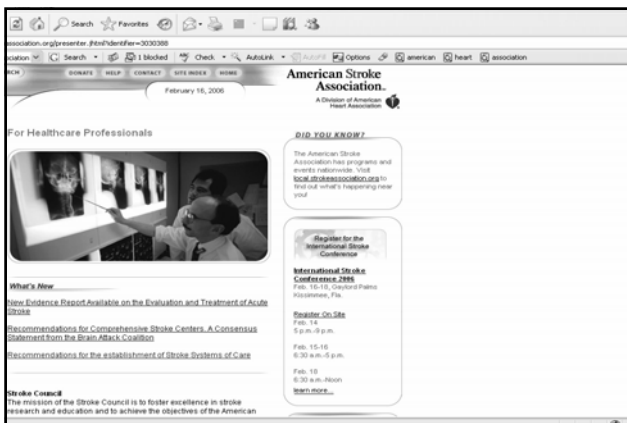 Search Favorites
association.org/presenter.jhtml?identifier=3030388
ociation Search 1 blocked Check AutoLink AutoFill Options american heart association
RCH DONATE HELP CONTACT SITE INDEX HOME
February 15, 2006
American Stroke
Association
A Division of American
Heart Association
For Healthcare Professionals
DID YOU KNOW?
The American Stroke
Association has programs and
events nationwide. Visit
local.strokeassociation.org to
find out what's happening near
you!
Register for the
International Stroke
Conference
International Stroke
Conference 2006
Feb. 16-18, Gaylord Palms
Kissimmee, Fla.
Register On Site
Feb. 14
5 p.m.-8 p.m.
Feb. 15-16
6:30 a.m.-5 p.m.
Feb. 18
6:30 a.m.-Noon
learn more...
What's New
New Evidence Report Available on the Evaluation and Treatment of Acute
Stroke
Recommendations for Comprehensive Stroke Centers. A Consensus
Statement from the Brain Attack Coalition
Recommendations for the establishment of Stroke Systems of Care
Stroke Council
The mission of the Stroke Council is to foster excellence in stroke
research and education and to achieve the objectives of the American